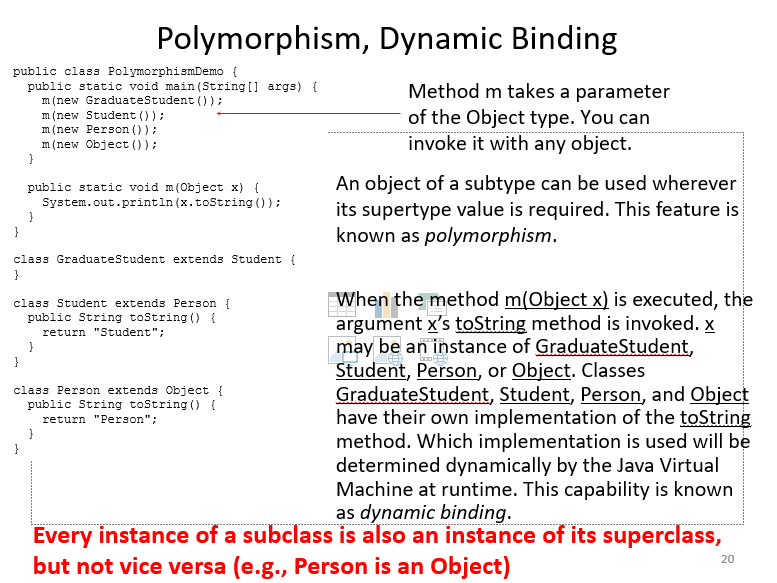 Polymorphism, Dynamic Binding
public class PolymorphismDemo {
  public static void main(String[] args) {
    m(new GraduateStudent());
    m(new Student());
    m(new Person());
    m(new Object());
  }

  public static void m(Object x) {
    System.out.println(x.toString());
  }
}

class GraduateStudent extends Student {
}

class Student extends Person {
  public String toString() {
    return "Student";
  }
}

class Person extends Object {
  public String toString() {
    return "Person";
  }
}
Method m takes a parameter
of the Object type. You can
invoke it with any object.
An object of a subtype can be used wherever
its supertype value is required. This feature is
known as polymorphism.
When the method m(Object x) is executed, the
argument x's toString method is invoked. x
may be an instance of GraduateStudent,
Student, Person, or Object. Classes
GraduateStudent, Student, Person, and Object
have their own implementation of the toString
method. Which implementation is used will be
determined dynamically by the Java Virtual
Machine at runtime. This capability is known
as dynamic binding.
Every instance of a subclass is also an instance of its superclass,
but not vice versa (e.g., Person is an Object)
20